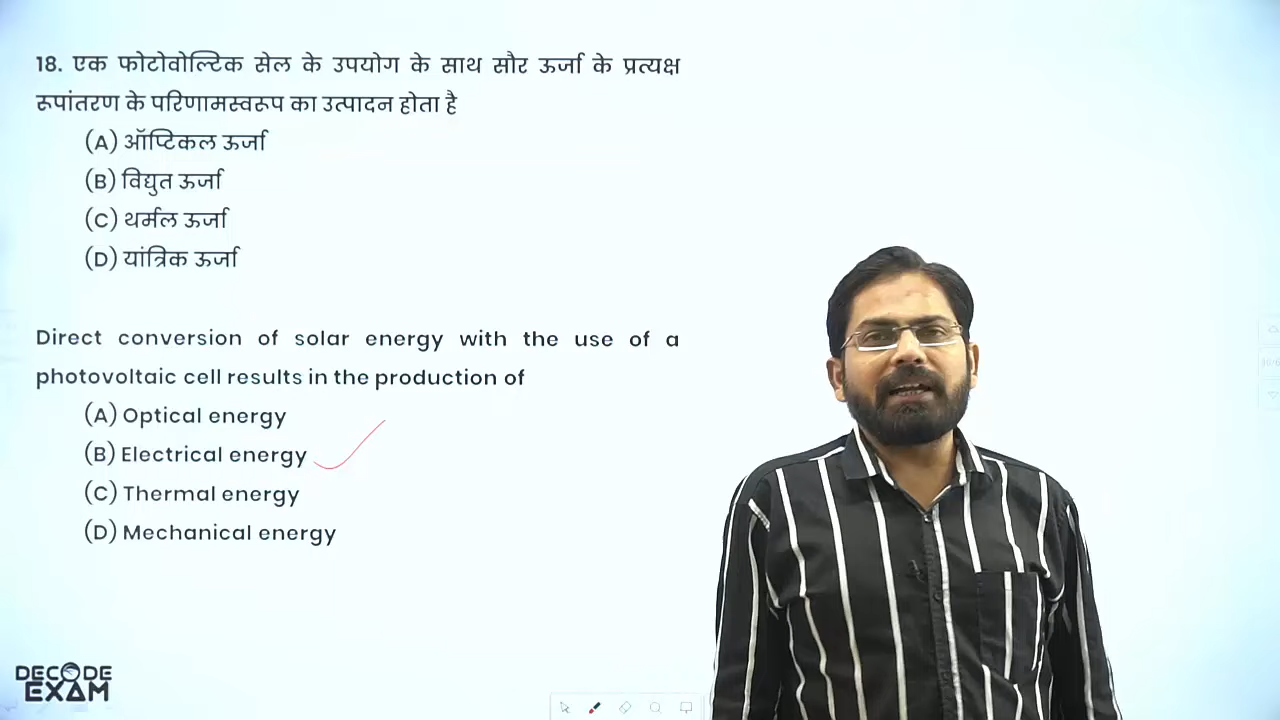 18. एक फोटोवोल्टिक सेल के उपयोग के साथ सौर ऊर्जा के प्रत्यक्ष
रूपांतरण के परिणामस्वरूप का उत्पादन होता है
(A) ऑप्टिकल ऊर्जा
(B) विद्युत ऊर्जा
(C) थर्मल ऊर्जा
(D) यांत्रिक ऊर्जा
Direct conversion of solar energy with the use of a
photovoltaic cell results in the production of
(A) Optical energy
(B) Electrical energy
(C) Thermal energy
(D) Mechanical energy
DECODE
EXAM